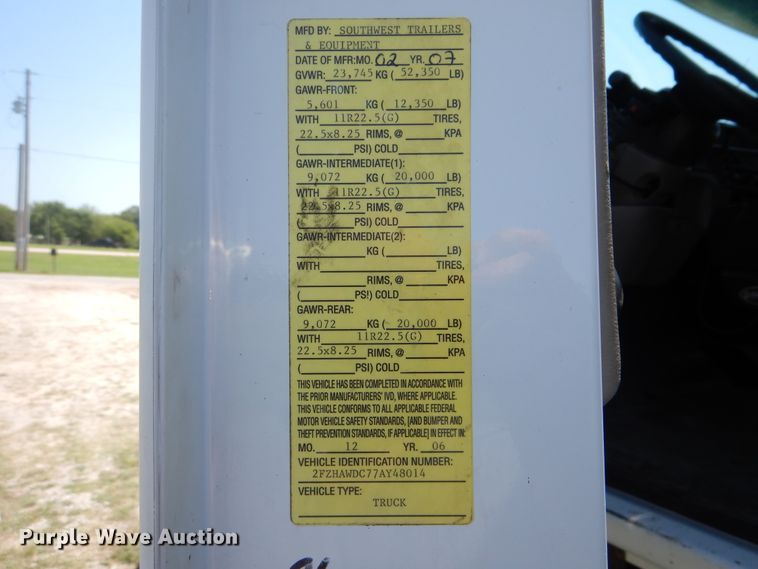 MFD BY: SOUTHWEST TRAILERS
& EQUIPMENT
DATE OF MFR:MO. 02 YR. 07
GVWR: 23,745 KG ( 52,350 LB)
GAWR-FRONT:
5,601 KG ( 12,350 LB)
WITH 11R22.5(G) TIRES,
22.5x8.25 RIMS, @ KPA
( PSI) COLD
GAWR-INTERMEDIATE(1):
9,072 KG ( 20,000 LB)
WITH 11R22.5(G) TIRES,
22.5x8.25 RIMS, @ KPA
( PSI) COLD
GAWR-INTERMEDIATE(2):
KG ( LB)
WITH TIRES,
RIMS, @ KPA
( PSI) COLD
GAWR-REAR:
9,072 KG ( 20,000 LB)
WITH 11R22.5(G) TIRES,
22.5x8.25 RIMS, @ KPA
( PSI) COLD
THIS VEHICLE HAS BEEN COMPLETED IN ACCORDANCE WITH
THE PRIOR MANUFACTURERS' IVD, WHERE APPLICABLE.
THIS VEHICLE CONFORMS TO ALL APPLICABLE FEDERAL
MOTOR VEHICLE SAFETY STANDARDS, [AND BUMPER AND
THEFT PREVENTION STANDARDS, IF APPLICABLE] IN EFFECT IN:
MO. 12 YR. 06
VEHICLE IDENTIFICATION NUMBER:
2FZHAWDC77AY48014
VEHICLE TYPE:
TRUCK
Purple Wave Auction